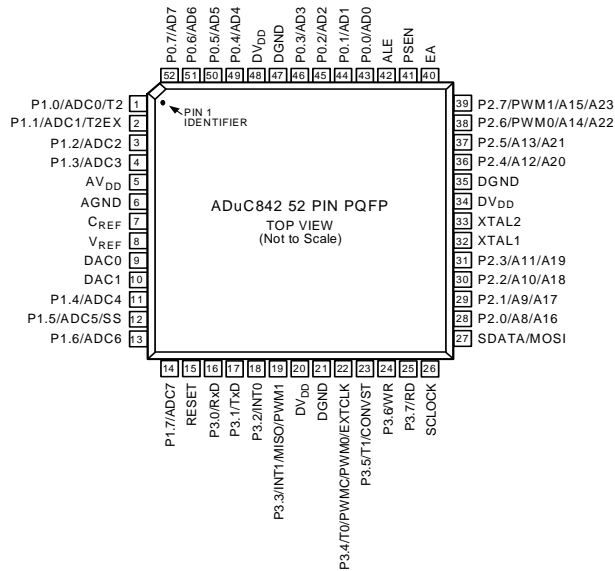 P0.7/AD7
P0.6/AD6
P0.5/AD5
P0.4/AD4
DVDD
DGND
P0.3/AD3
P0.2/AD2
P0.1/AD1
P0.0/AD0
ALE
PSEN
EA
52 51 50 49 48 47 46 45 44 43 42 41 40
P1.0/ADC0/T2 1
P1.1/ADC1/T2EX 2
P1.2/ADC2 3
P1.3/ADC3 4
AVDD 5
AGND 6
CREF 7
VREF 8
DAC0 9
DAC1 10
P1.4/ADC4 11
P1.5/ADC5/SS 12
P1.6/ADC6 13
PIN 1
IDENTIFIER
ADuC842 52 PIN PQFP
TOP VIEW
(Not to Scale)
39 P2.7/PWM1/A15/A23
38 P2.6/PWM0/A14/A22
37 P2.5/A13/A21
36 P2.4/A12/A20
35 DGND
34 DVDD
33 XTAL2
32 XTAL1
31 P2.3/A11/A19
30 P2.2/A10/A18
29 P2.1/A9/A17
28 P2.0/A8/A16
27 SDATA/MOSI
14 15 16 17 18 19 20 21 22 23 24 25 26
P1.7/ADC7
RESET
P3.0/RxD
P3.1/TxD
P3.2/INT0
P3.3/INT1/MISO/PWM1
DVDD
DGND
P3.4/T0/PWMC/PWM0/EXTCLK
P3.5/T1/CONVST
P3.6/WR
P3.7/RD
SCLOCK